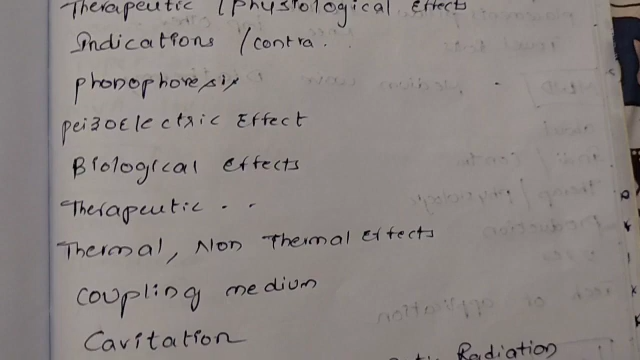 Therapeutic / physiological Effects
Indications / contra.
phonophoresis
peizoelectric Effect
Biological effects
Therapeutic . .
Thermal, Non Thermal Effects
coupling medium
Cavitation
Radiation